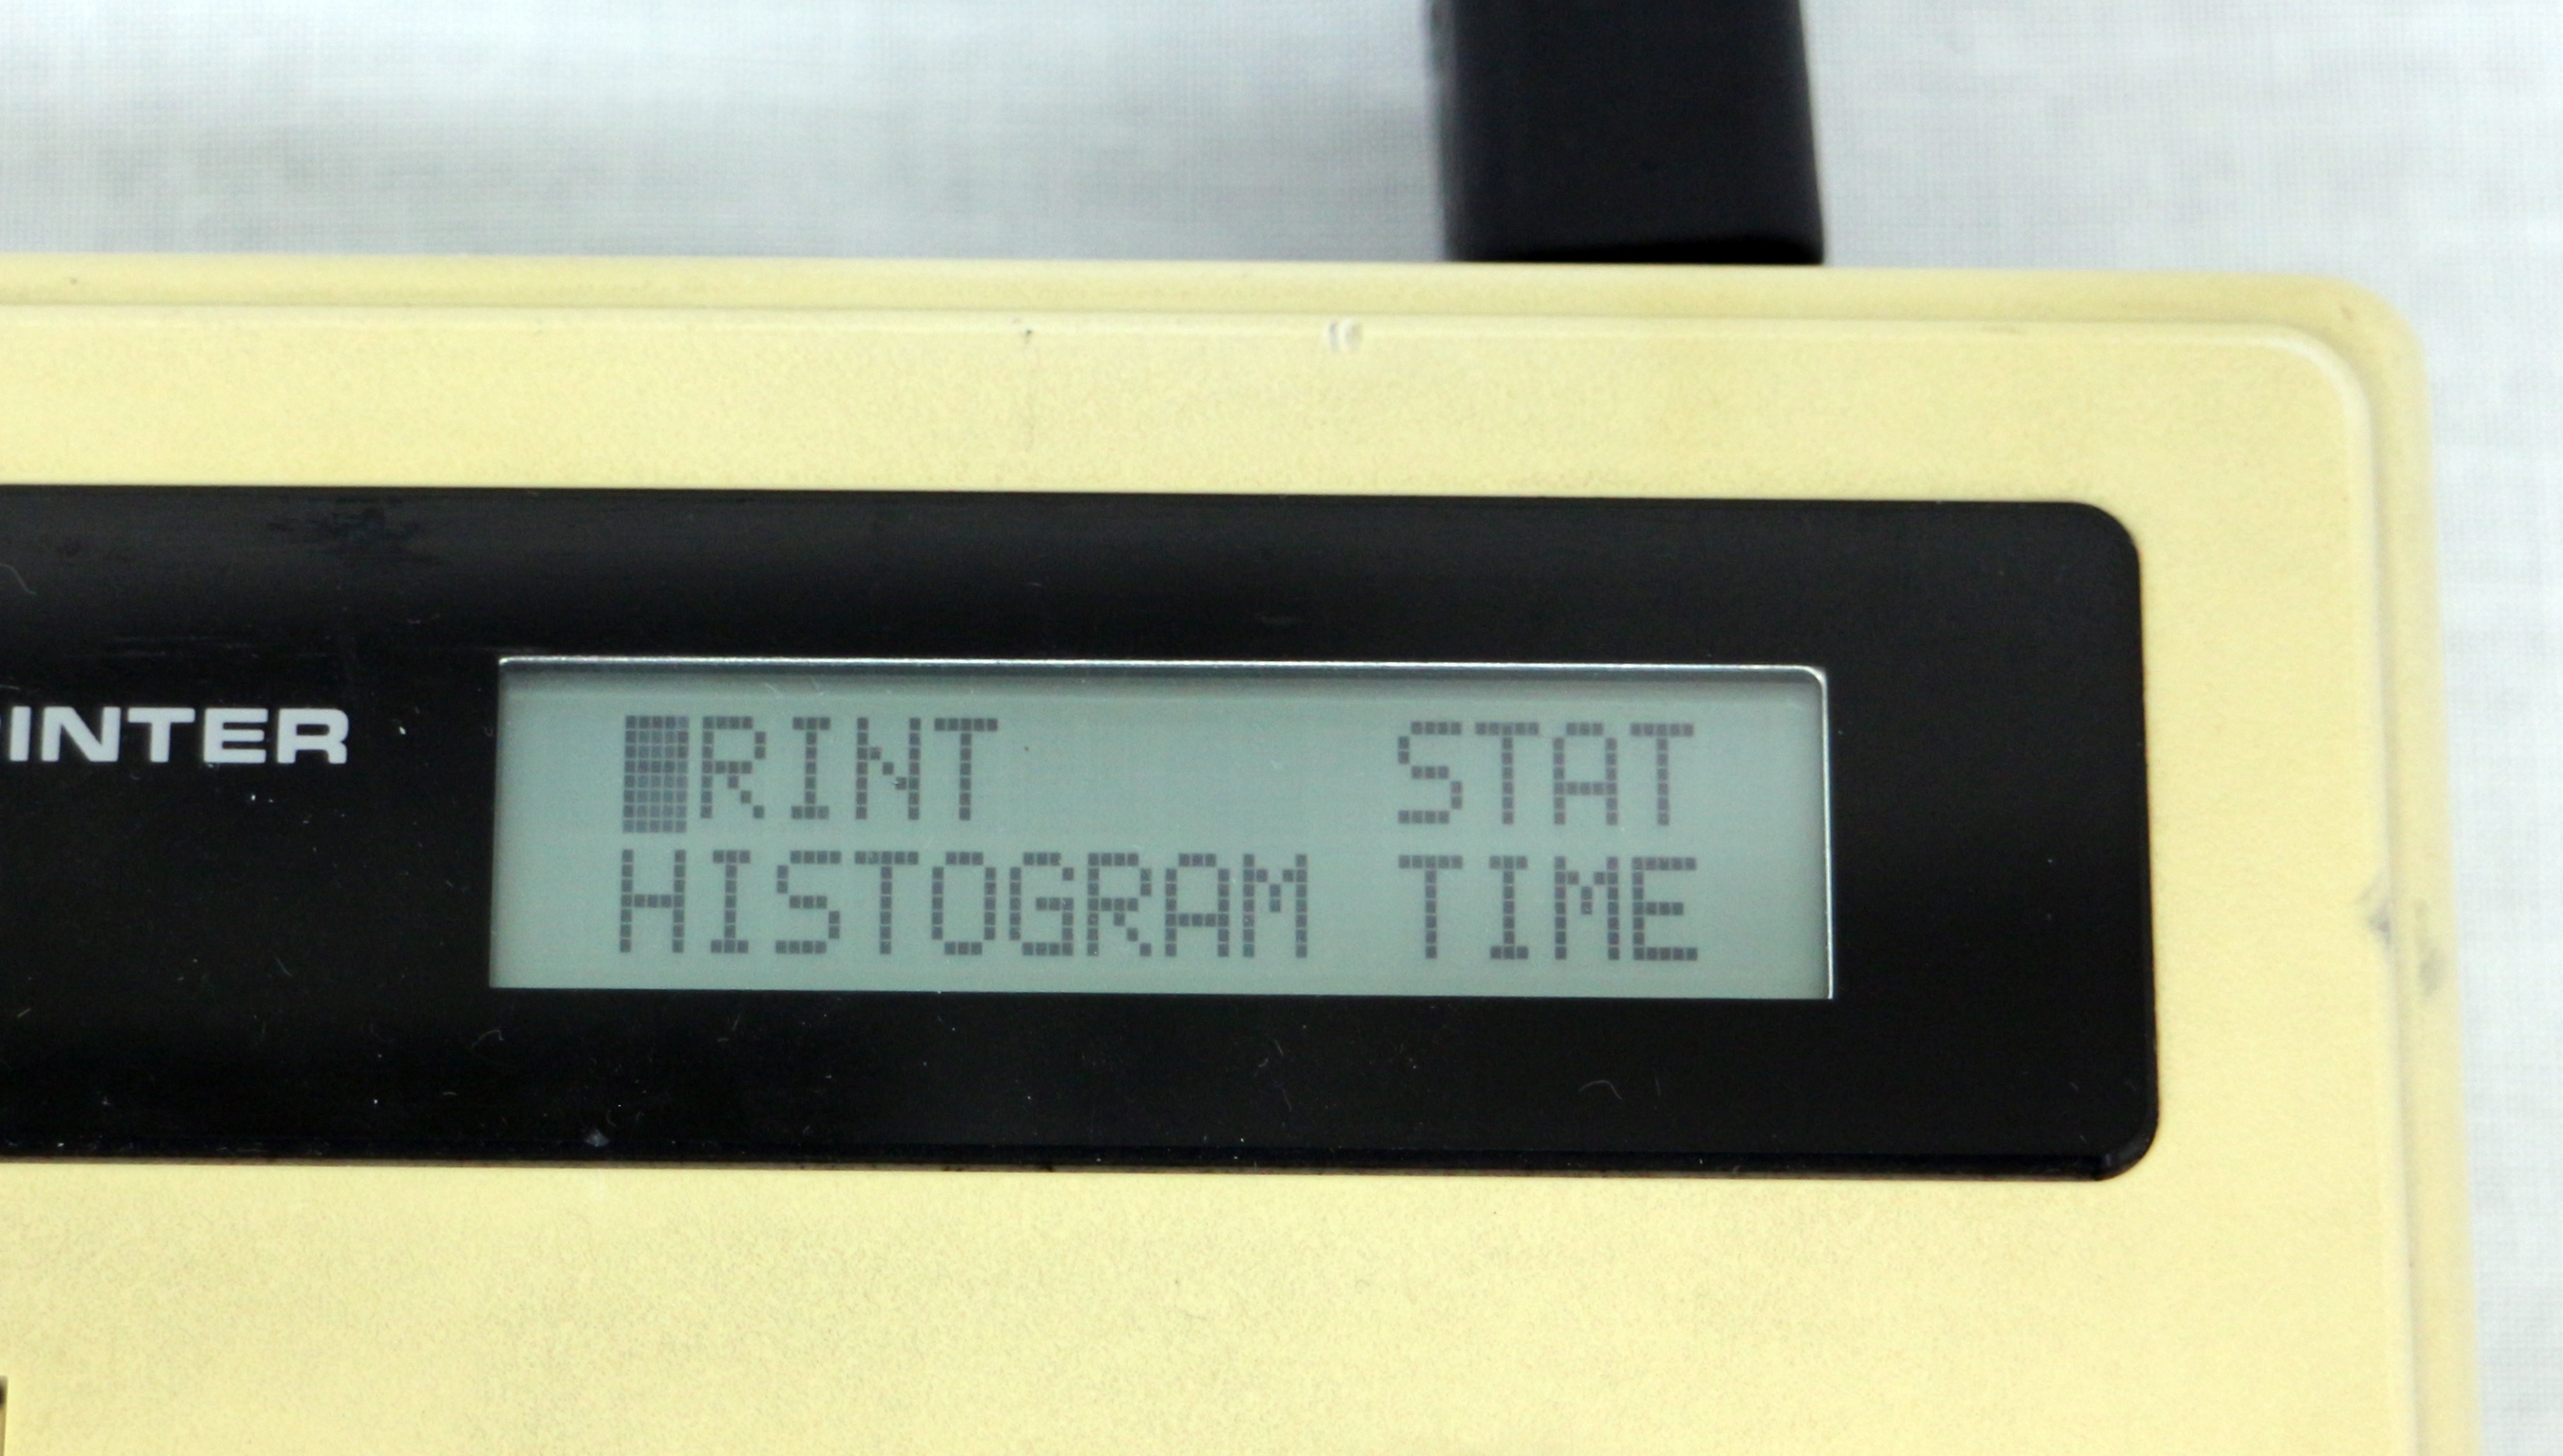 INTER
█RINT STAT
HISTOGRAM TIME